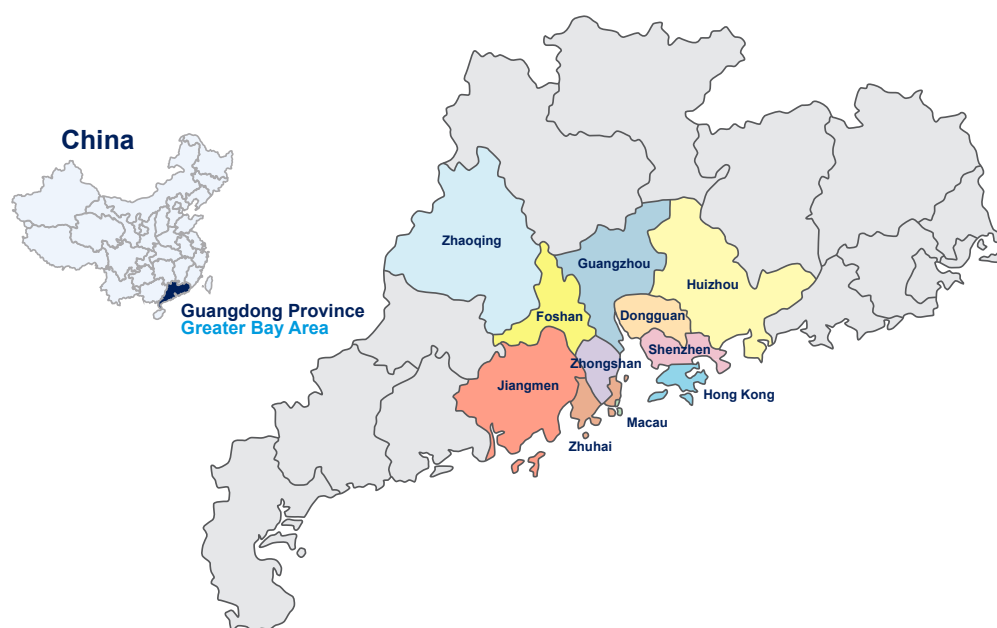 China
Guangdong Province
Greater Bay Area
Zhaoqing
Guangzhou
Huizhou
Foshan
Dongguan
Shenzhen
Zhongshan
Jiangmen
Hong Kong
Macau
Zhuhai